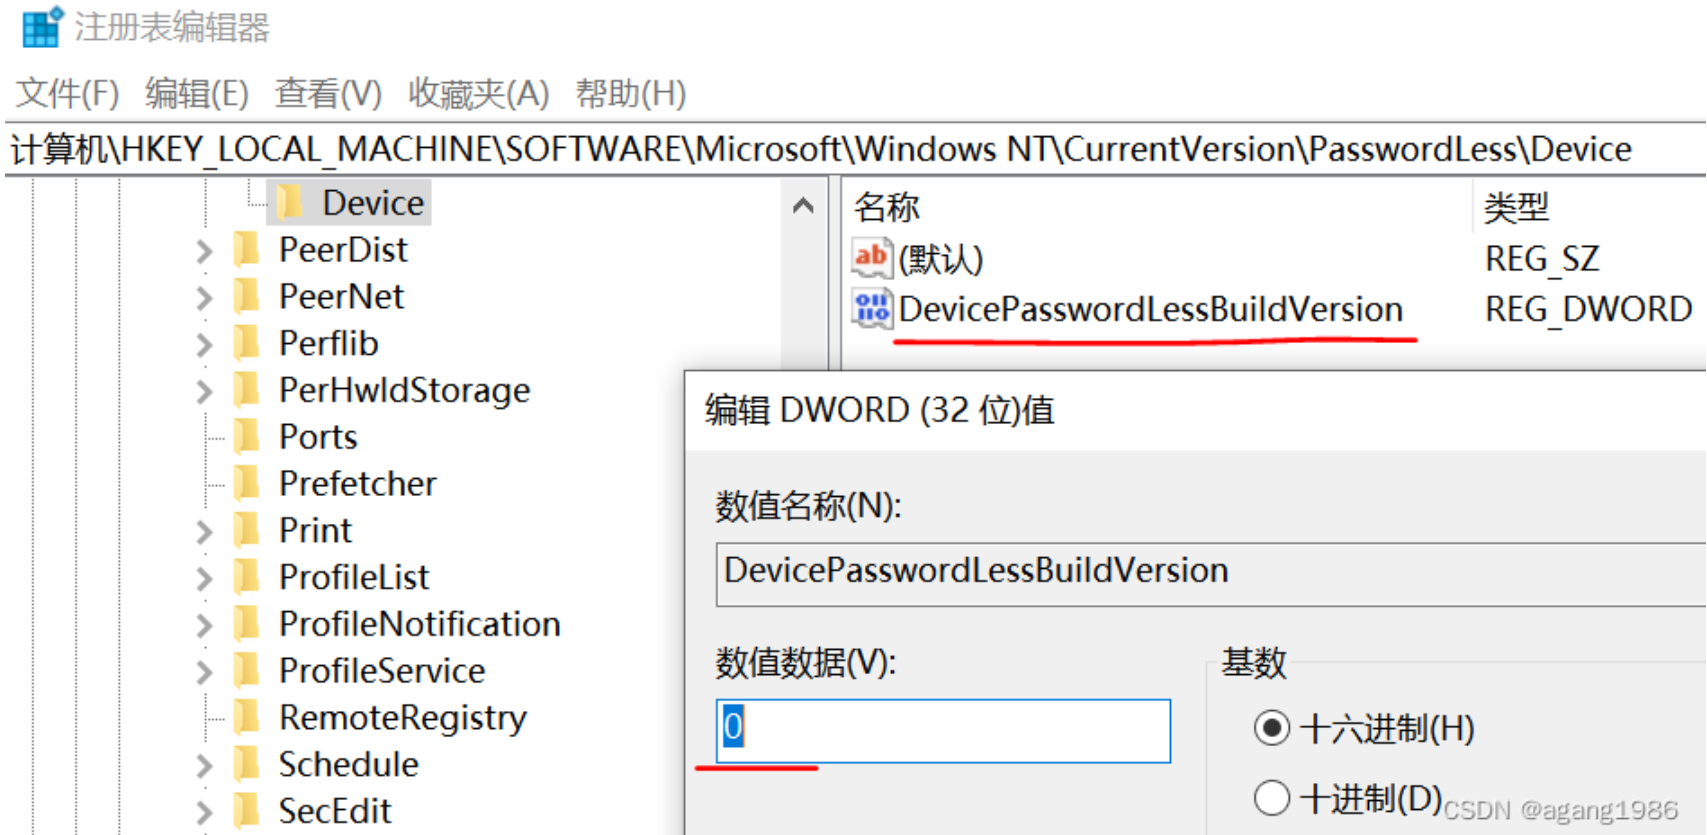 注册表编辑器
文件(F) 编辑(E) 查看(V) 收藏夹(A) 帮助(H)
计算机\HKEY_LOCAL_MACHINE\SOFTWARE\Microsoft\Windows NT\CurrentVersion\PasswordLess\Device
Device
PeerDist
PeerNet
Perflib
PerHwIdStorage
Ports
Prefetcher
Print
ProfileList
ProfileNotification
ProfileService
RemoteRegistry
Schedule
SecEdit
名称 类型
(默认) REG_SZ
DevicePasswordLessBuildVersion REG_DWORD
编辑 DWORD (32 位)值
数值名称(N):
DevicePasswordLessBuildVersion
数值数据(V):
0
基数
十六进制(H)
十进制(D)
CSDN @agang1986